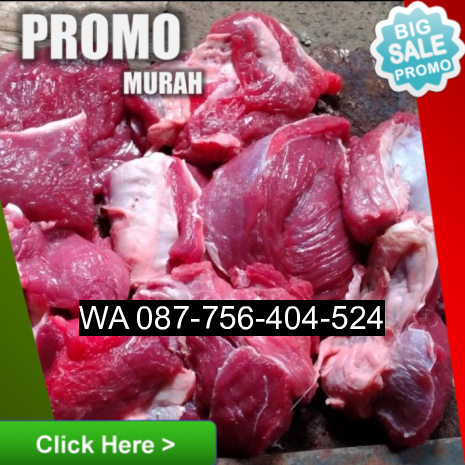 PROMO
MURAH
BIG
SALE
PROMO
WA 087-756-404-524
Click Here >